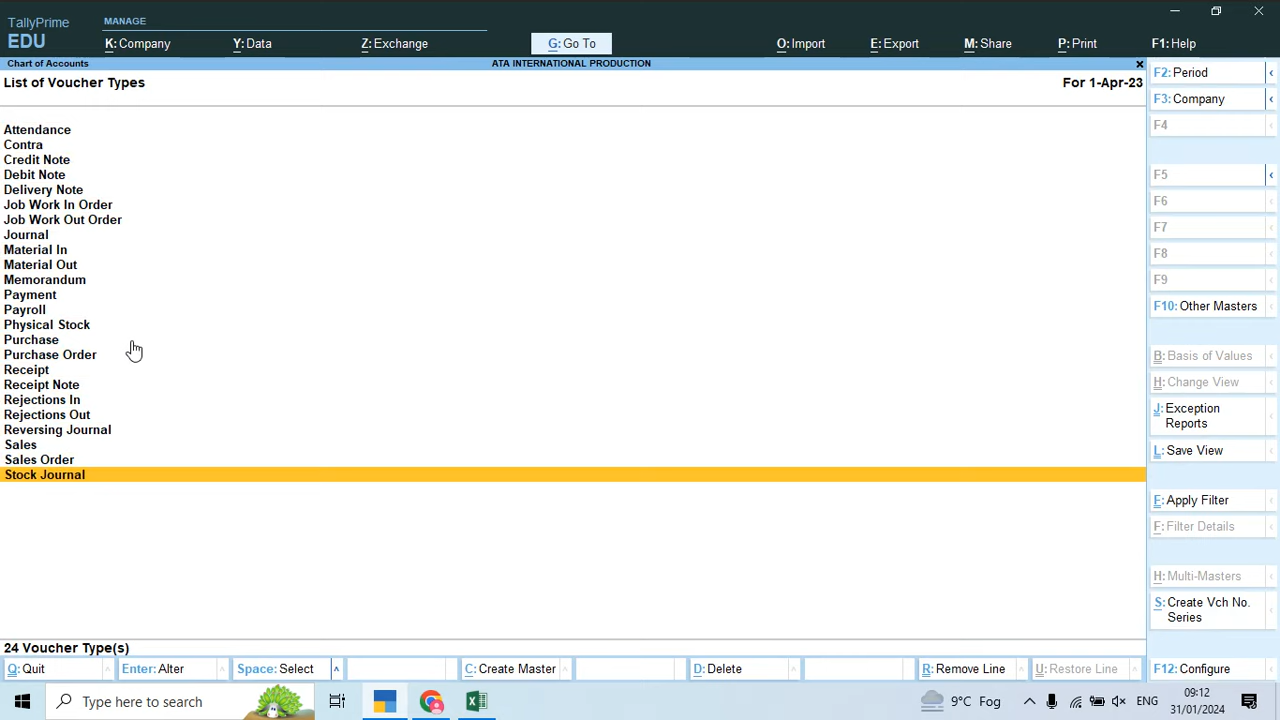 TallyPrime
EDU
MANAGE
K: Company
Y: Data
Z: Exchange
G: Go To
O: Import
E: Export
M: Share
P: Print
F1: Help
Chart of Accounts
ATA INTERNATIONAL PRODUCTION
List of Voucher Types
For 1-Apr-23
Attendance
Contra
Credit Note
Debit Note
Delivery Note
Job Work In Order
Job Work Out Order
Journal
Material In
Material Out
Memorandum
Payment
Payroll
Physical Stock
Purchase
Purchase Order
Receipt
Receipt Note
Rejections In
Rejections Out
Reversing Journal
Sales
Sales Order
Stock Journal
24 Voucher Type(s)
F2: Period
F3: Company
F4
F5
F6
F7
F8
F9
F10: Other Masters
B: Basis of Values
H: Change View
J: Exception
Reports
L: Save View
F: Apply Filter
F: Filter Details
H: Multi-Masters
S: Create Vch No.
Series
F12: Configure
Q: Quit
Enter: Alter
Space: Select
C: Create Master
D: Delete
R: Remove Line
U: Restore Line
Type here to search
9°C Fog
ENG
09:12
31/01/2024